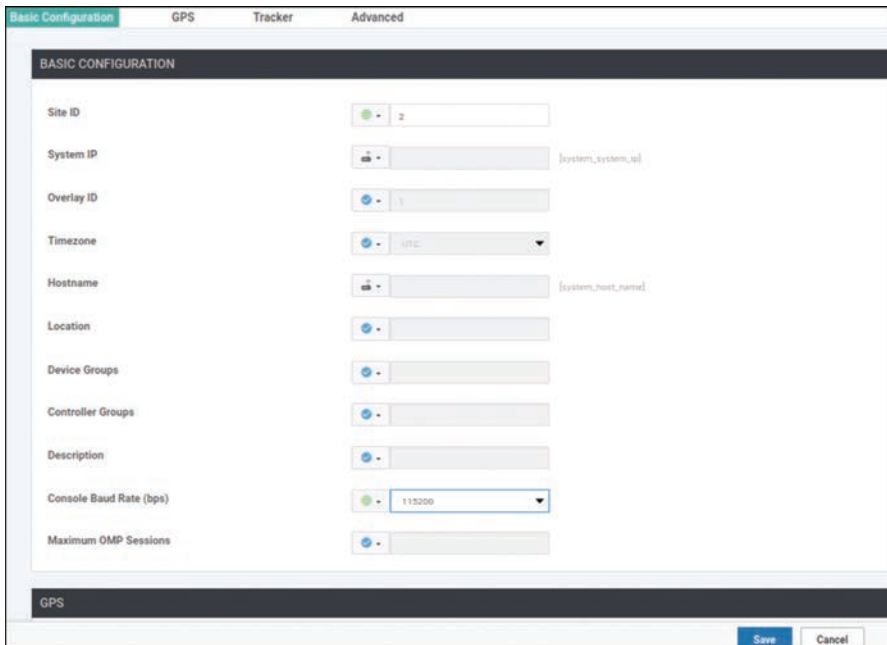 Basic Configuration GPS Tracker Advanced
BASIC CONFIGURATION
Site ID 2
System IP [system_system_ip]
Overlay ID 1
Timezone UTC
Hostname [system_host_name]
Location
Device Groups
Controller Groups
Description
Console Baud Rate (bps) 115200
Maximum OMP Sessions
GPS
Save Cancel